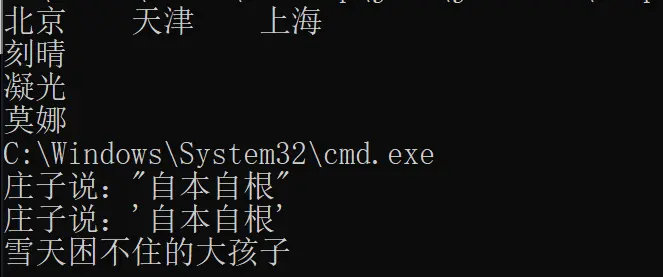 北京    天津    上海
刻晴
凝光
莫娜
C:\Windows\System32\cmd.exe
庄子说："自本自根"
庄子说：'自本自根'
雪天困不住的大孩子